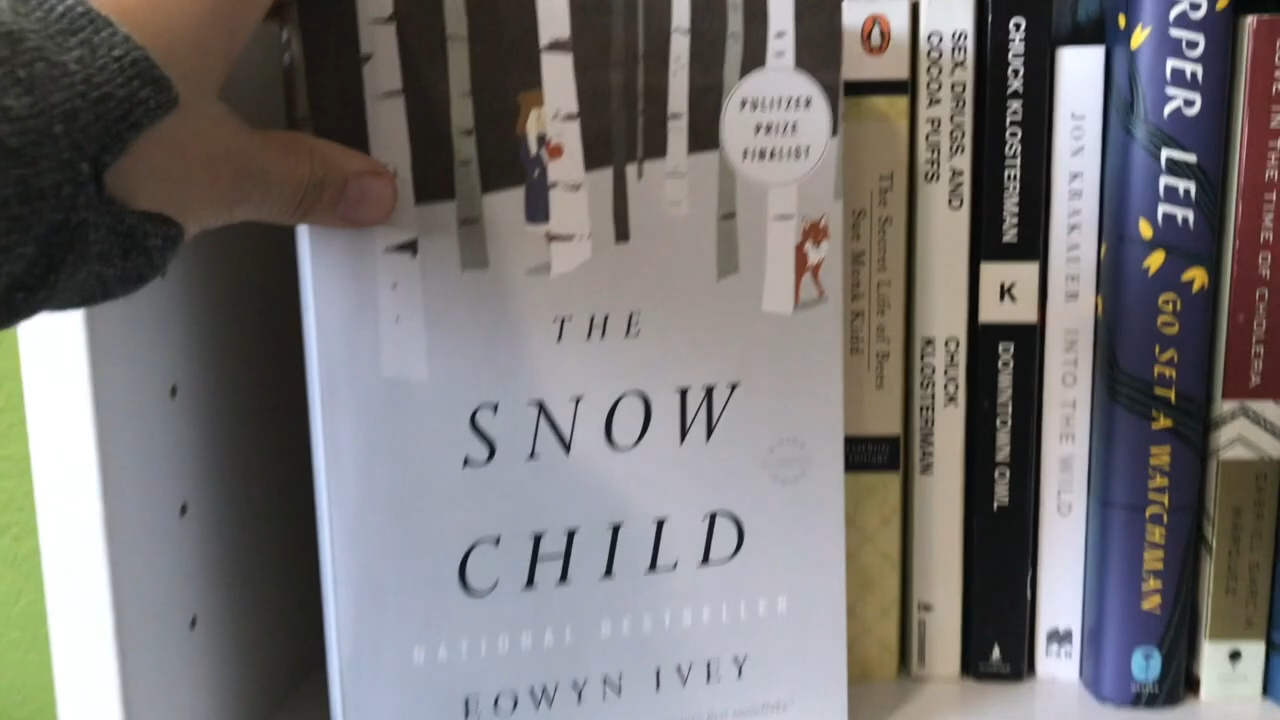 PULITZER
PRIZE
FINALIST
THE
SNOW
CHILD
NATIONAL BESTSELLER
EOWYN IVEY
The Secret Life of Bees
Sue Monk Kidd
SEX, DRUGS, AND
COCOA PUFFS
CHUCK
KLOSTERMAN
CHUCK KLOSTERMAN
K
DOWNTOWN OWL
JON KRAKAUER INTO THE WILD
RPER LEE
GO SET A WATCHMAN
IN THE TIME OF CHOLERA